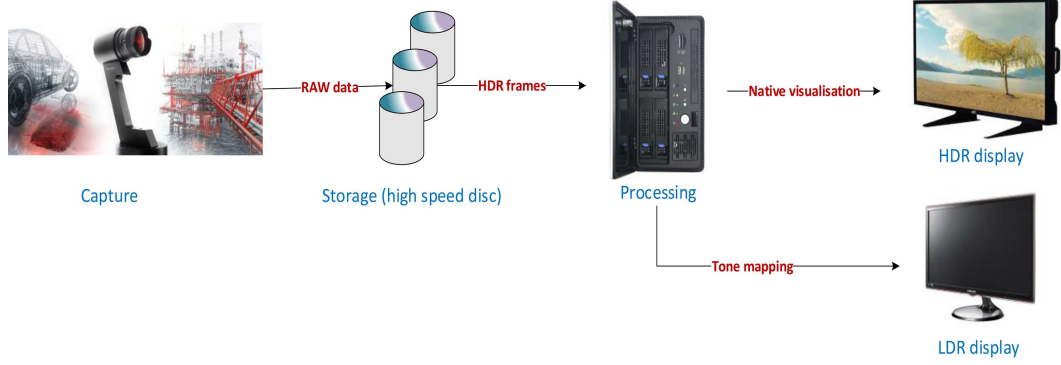 RAW data
HDR frames
Native visualisation
HDR display
Capture
Storage (high speed disc)
Processing
Tone mapping
LDR display